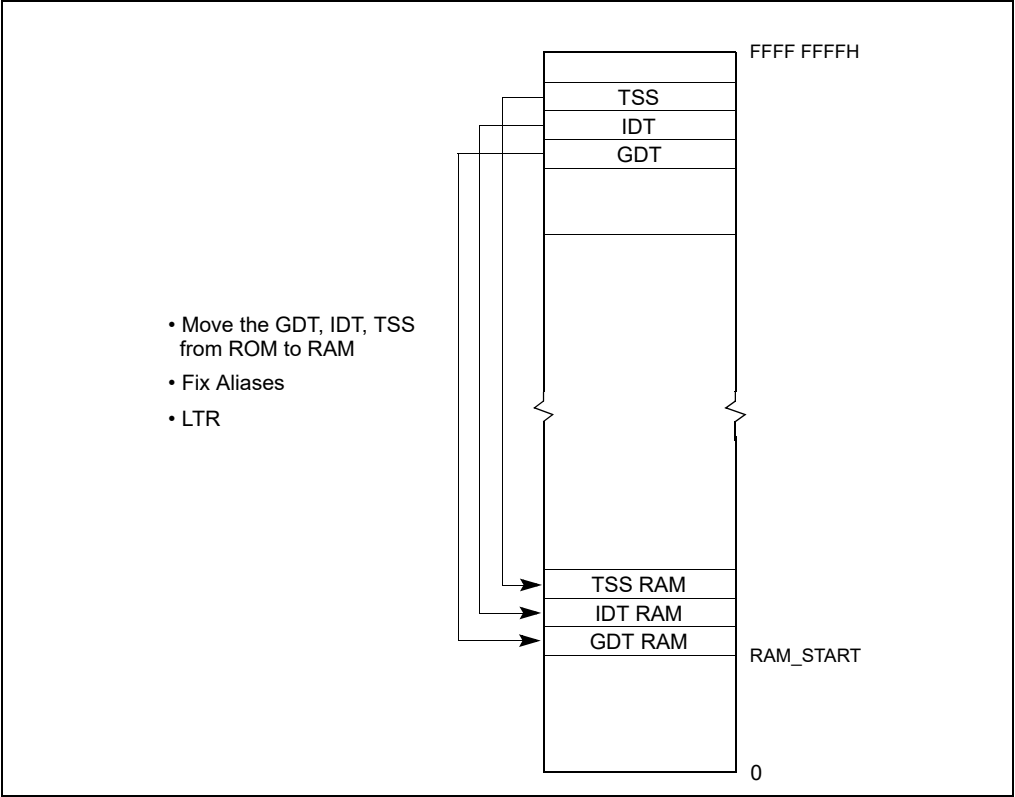 FFFF FFFFH
TSS
IDT
GDT
• Move the GDT, IDT, TSS
from ROM to RAM
• Fix Aliases
• LTR
TSS RAM
IDT RAM
GDT RAM
RAM_START
0